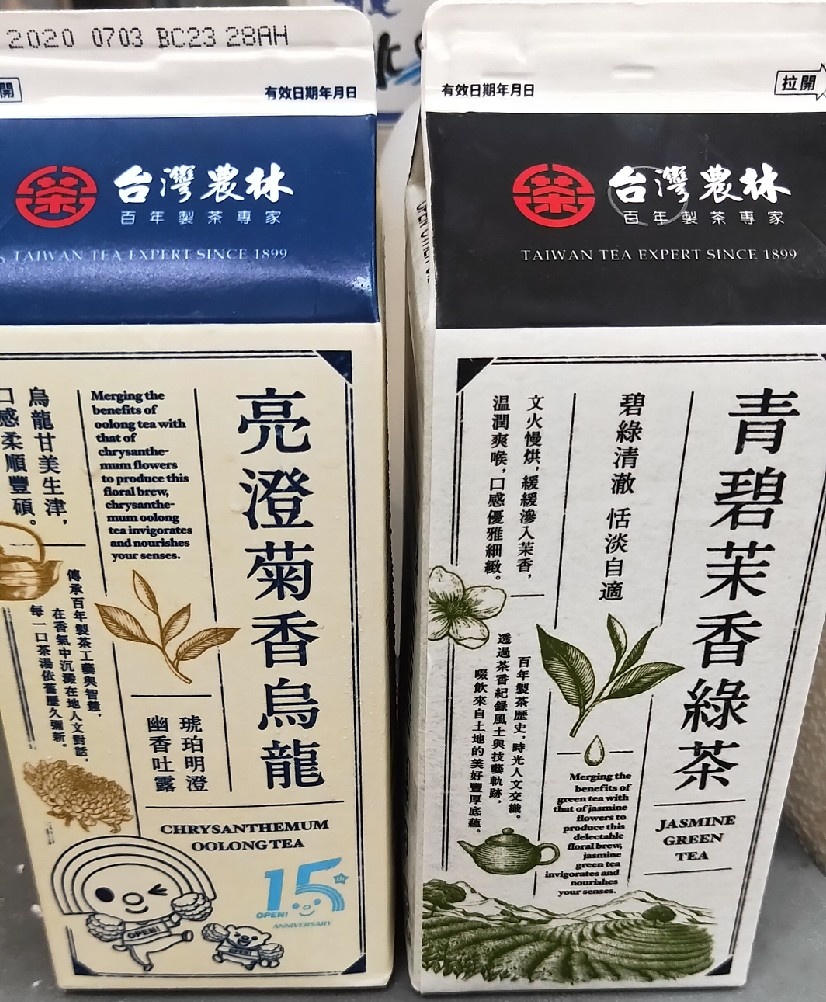 2020 0703 BC23 28AH
開
有效日期年月日
台灣農林
百年製茶專家
TAIWAN TEA EXPERT SINCE 1899
亮澄菊香烏龍
Merging the
benefits of
oolong tea with
that of
chrysanthe-
mum flowers
to produce this
floral brew,
chrysanthe-
mum oolong
tea invigorates
and nourishes
your senses.
烏龍甘美生津，
口感柔順豐碩。
傳承百年製茶工藝與智慧，
在香氣中沉澱在地人文對話，
每一口茶湯依舊歷久彌新。
琥珀明澄
幽香吐露
CHRYSANTHEMUM
OOLONG TEA
OPEN!
OPEN!
15th
OPEN!
ANNIVERSARY
有效日期年月日
拉開
台灣農林
百年製茶專家
TAIWAN TEA EXPERT SINCE 1899
青碧茉香綠茶
碧綠清澈 恬淡自適
文火慢烘，緩緩滲入茉香，
溫潤爽喉，口感優雅細緻。
百年製茶歷史，時光人文交織。
透過茶香紀錄風土與技藝軌跡，
啜飲來自土地的美好豐厚底蘊。
Merging the
benefits of
green tea with
that of jasmine
flowers to
produce this
delectable
floral brew,
jasmine
green tea
invigorates and
nourishes
your senses.
JASMINE
GREEN
TEA